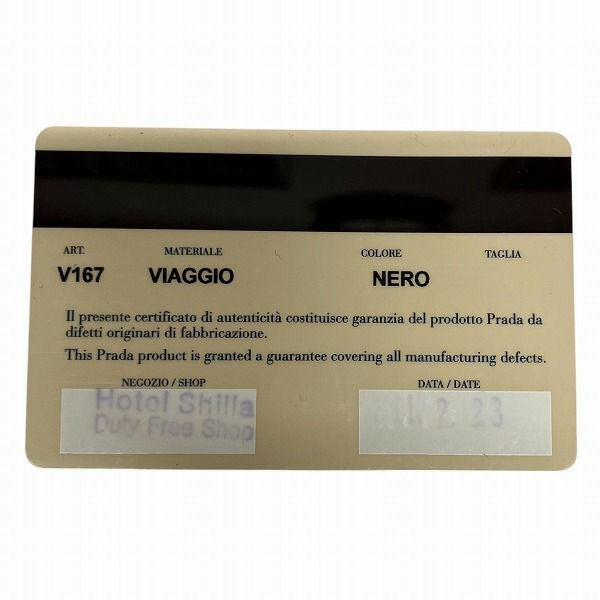 ART. MATERIALE COLORE TAGLIA
V167 VIAGGIO NERO
Il presente certificato di autenticità costituisce garanzia del prodotto Prada da
difetti originari di fabbricazione.
This Prada product is granted a guarantee covering all manufacturing defects.
NEGOZIO / SHOP DATA / DATE
Hotel Shilla
Duty Free Shop
2 23